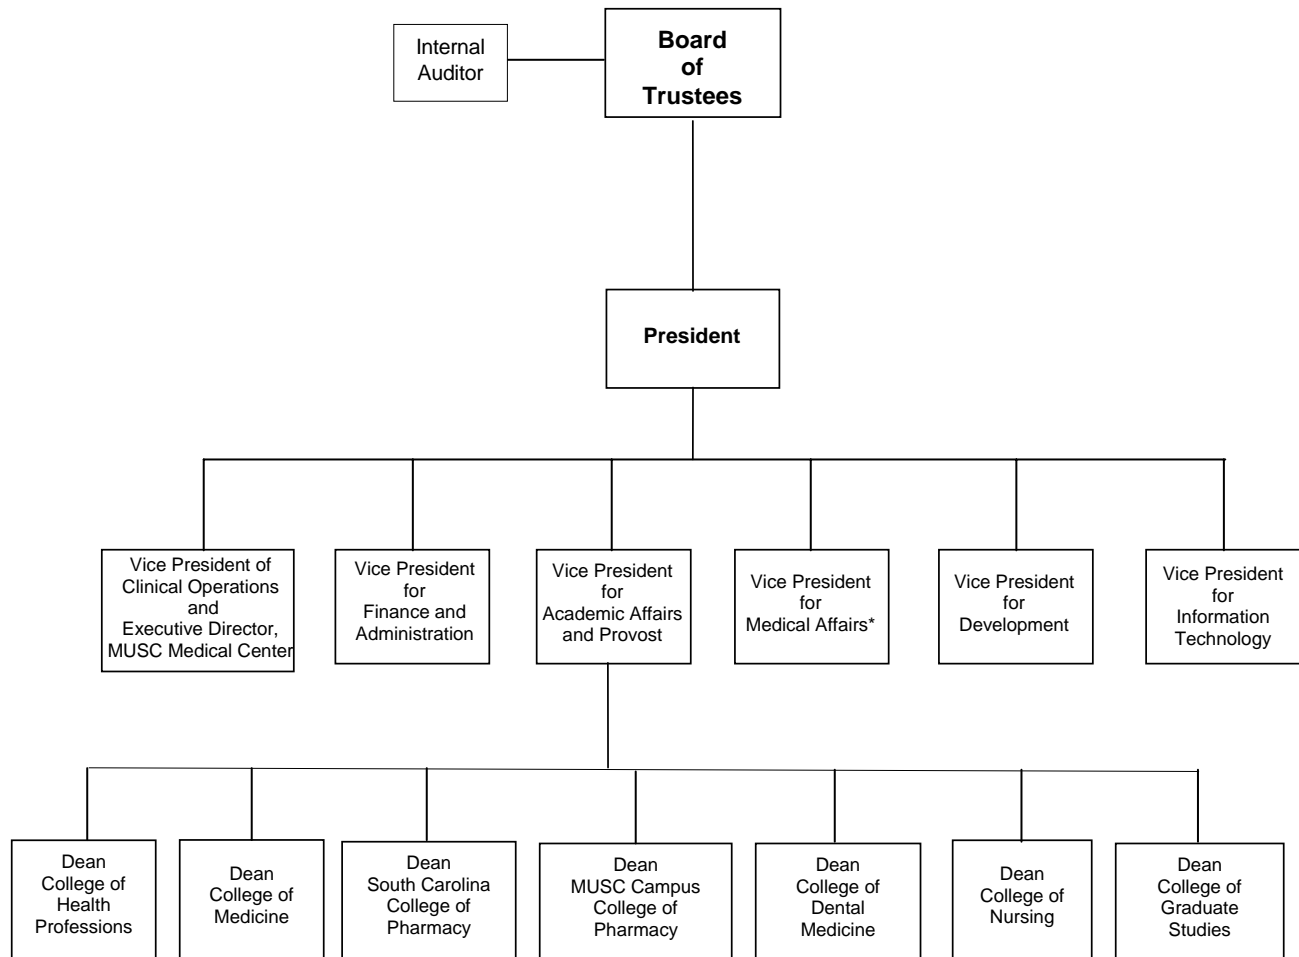 Internal
Auditor
Board
of
Trustees
President
Vice President of
Clinical Operations
and
Executive Director,
MUSC Medical Center
Vice President
for
Finance and
Administration
Vice President
for
Academic Affairs
and Provost
Vice President
for
Medical Affairs*
Vice President
for
Development
Vice President
for
Information
Technology
Dean
College of
Health
Professions
Dean
College of
Medicine
Dean
South Carolina
College of
Pharmacy
Dean
MUSC Campus
College of
Pharmacy
Dean
College of
Dental
Medicine
Dean
College of
Nursing
Dean
College of
Graduate
Studies